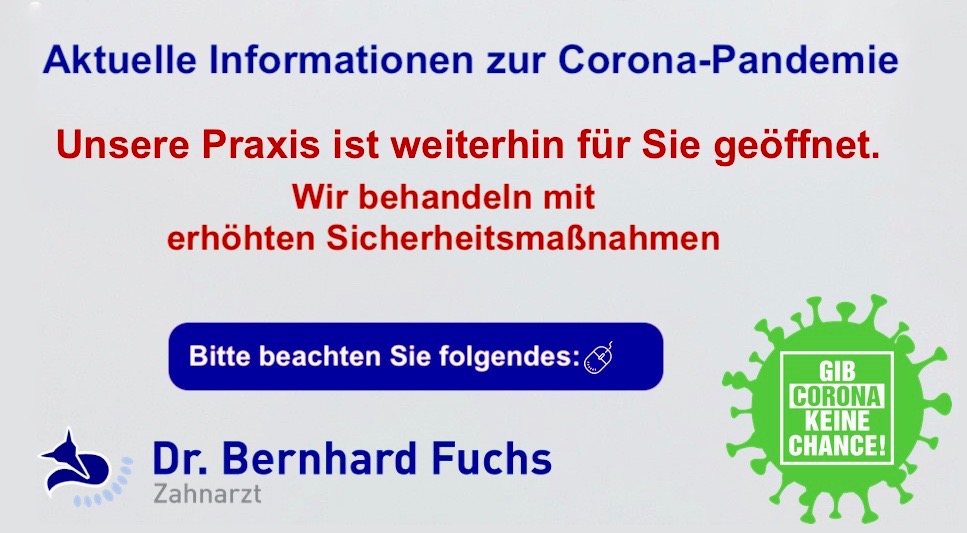 Aktuelle Informationen zur Corona-Pandemie
Unsere Praxis ist weiterhin für Sie geöffnet.
Wir behandeln mit
erhöhten Sicherheitsmaßnahmen
Bitte beachten Sie folgendes:
GIB
CORONA
KEINE
CHANCE!
Dr. Bernhard Fuchs
Zahnarzt